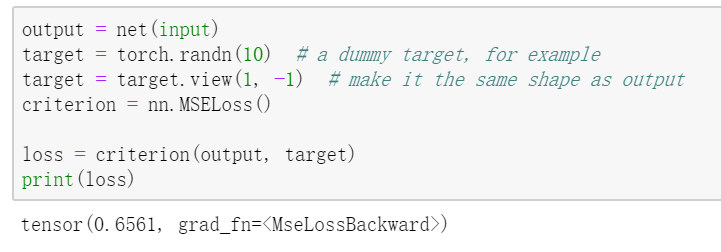 output = net(input)
target = torch.randn(10)  # a dummy target, for example
target = target.view(1, -1)  # make it the same shape as output
criterion = nn.MSELoss()

loss = criterion(output, target)
print(loss)
tensor(0.6561, grad_fn=<MseLossBackward>)